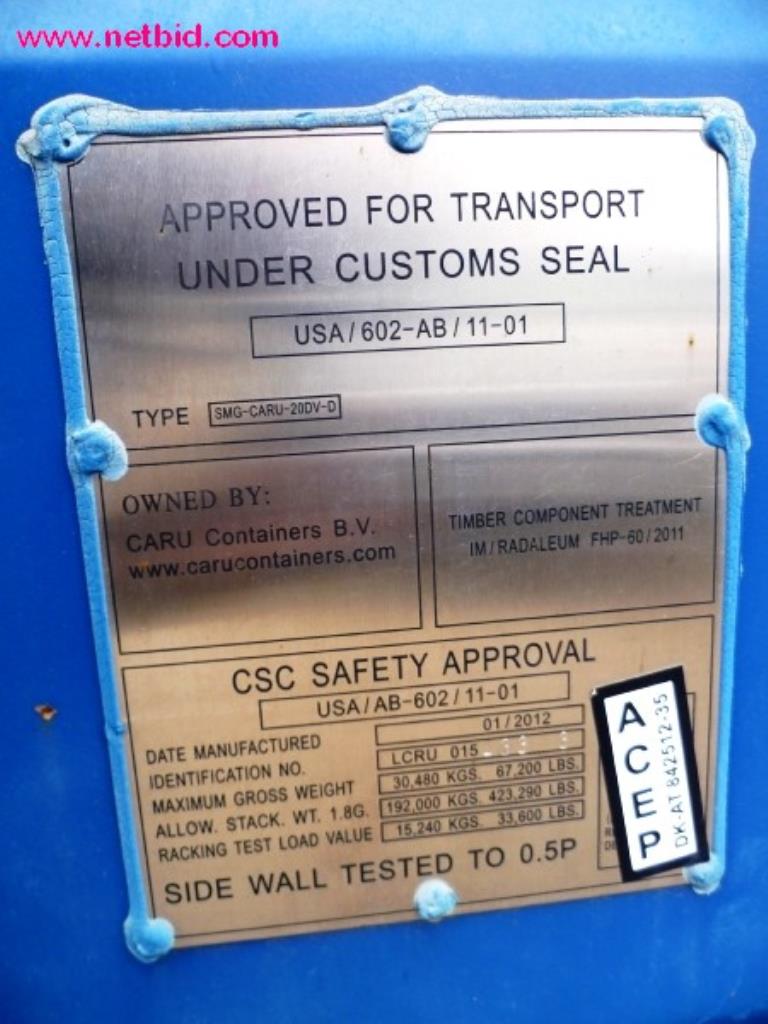 www.netbid.com
APPROVED FOR TRANSPORT
UNDER CUSTOMS SEAL
USA/602-AB/11-01
TYPE SMG-CARU-20DV-D
OWNED BY:
CARU Containers B.V.
www.carucontainers.com
TIMBER COMPONENT TREATMENT
IM/RADALEUM FHP-60/2011
CSC SAFETY APPROVAL
USA/AB-602/11-01
DATE MANUFACTURED 01/2012
IDENTIFICATION NO. LCRU 015
MAXIMUM GROSS WEIGHT 30,480 KGS. 67,200 LBS.
ALLOW. STACK. WT. 1.8G. 192,000 KGS. 423,290 LBS.
RACKING TEST LOAD VALUE 15,240 KGS. 33,600 LBS.
SIDE WALL TESTED TO 0.5P
ACEP
DK-AT 842512-35